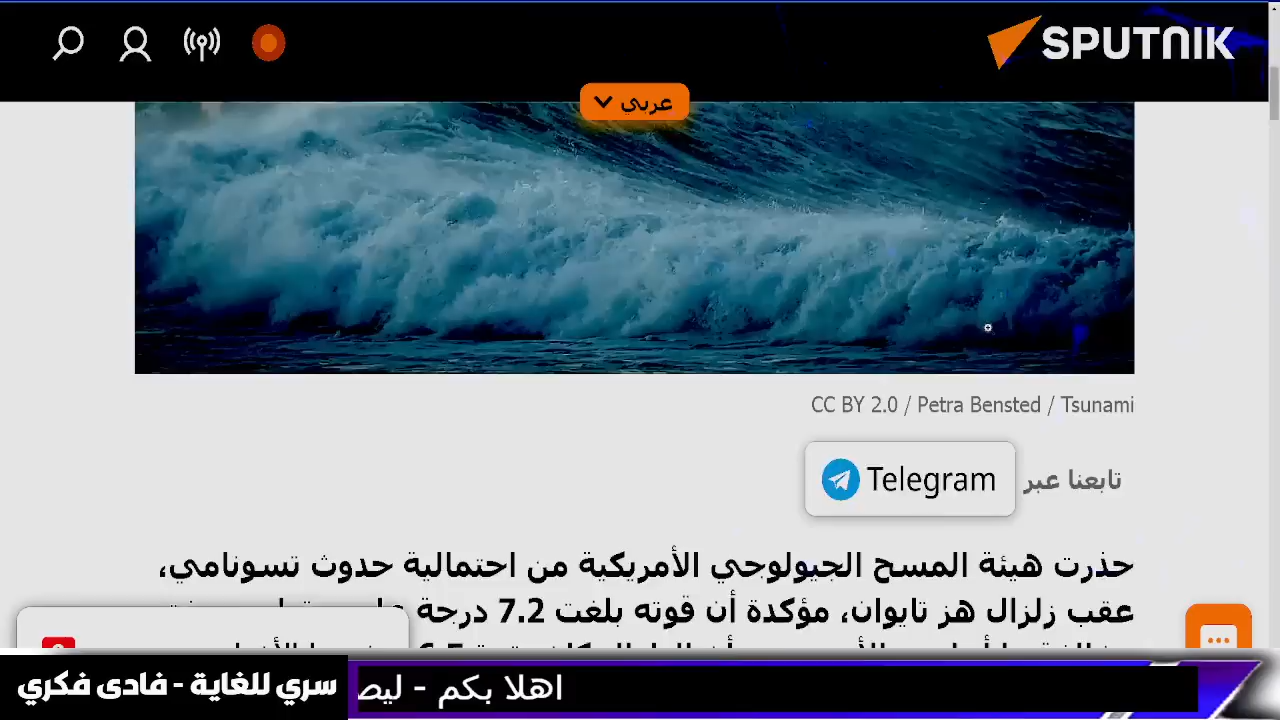 SPUTNIK
عربي
CC BY 2.0 / Petra Bensted / Tsunami
تابعنا عبر Telegram
حذرت هيئة المسح الجيولوجي الأمريكية من احتمالية حدوث تسونامي،
عقب زلزال هز تايوان، مؤكدة أن قوته بلغت 7.2 درجة
سري للغاية - فادى فكري
اهلا بكم -